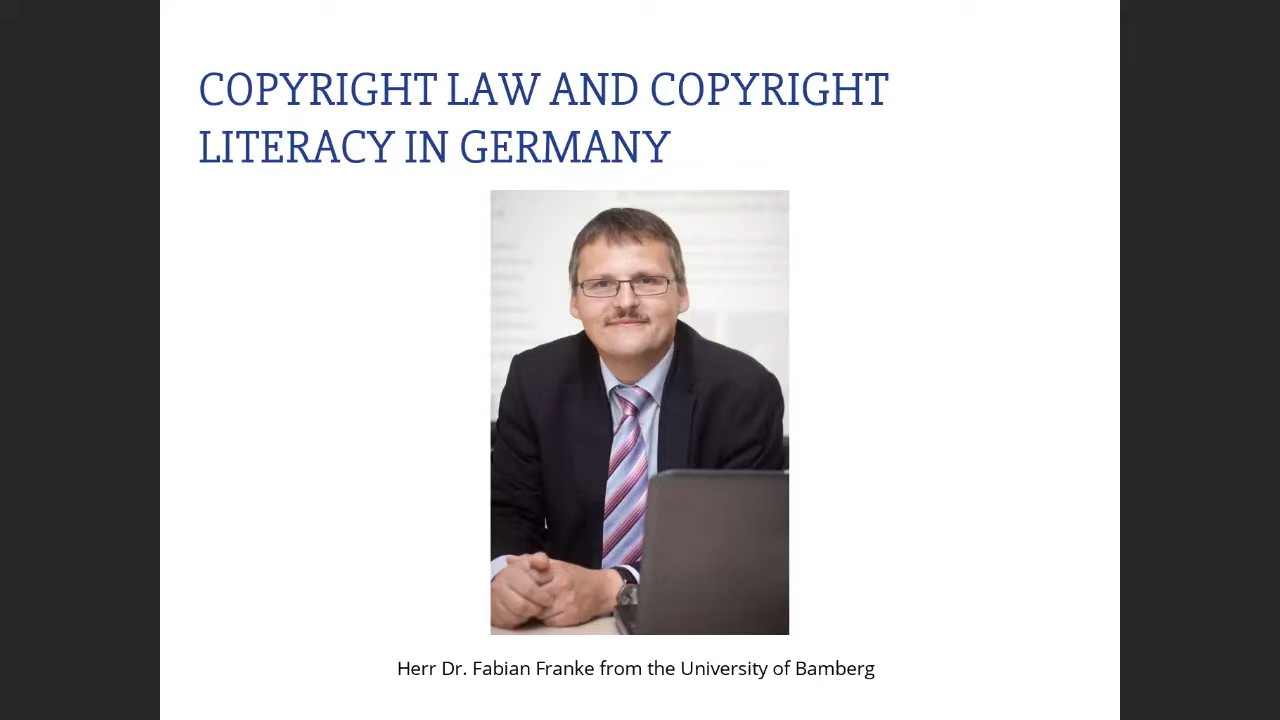 COPYRIGHT LAW AND COPYRIGHT
LITERACY IN GERMANY
Herr Dr. Fabian Franke from the University of Bamberg